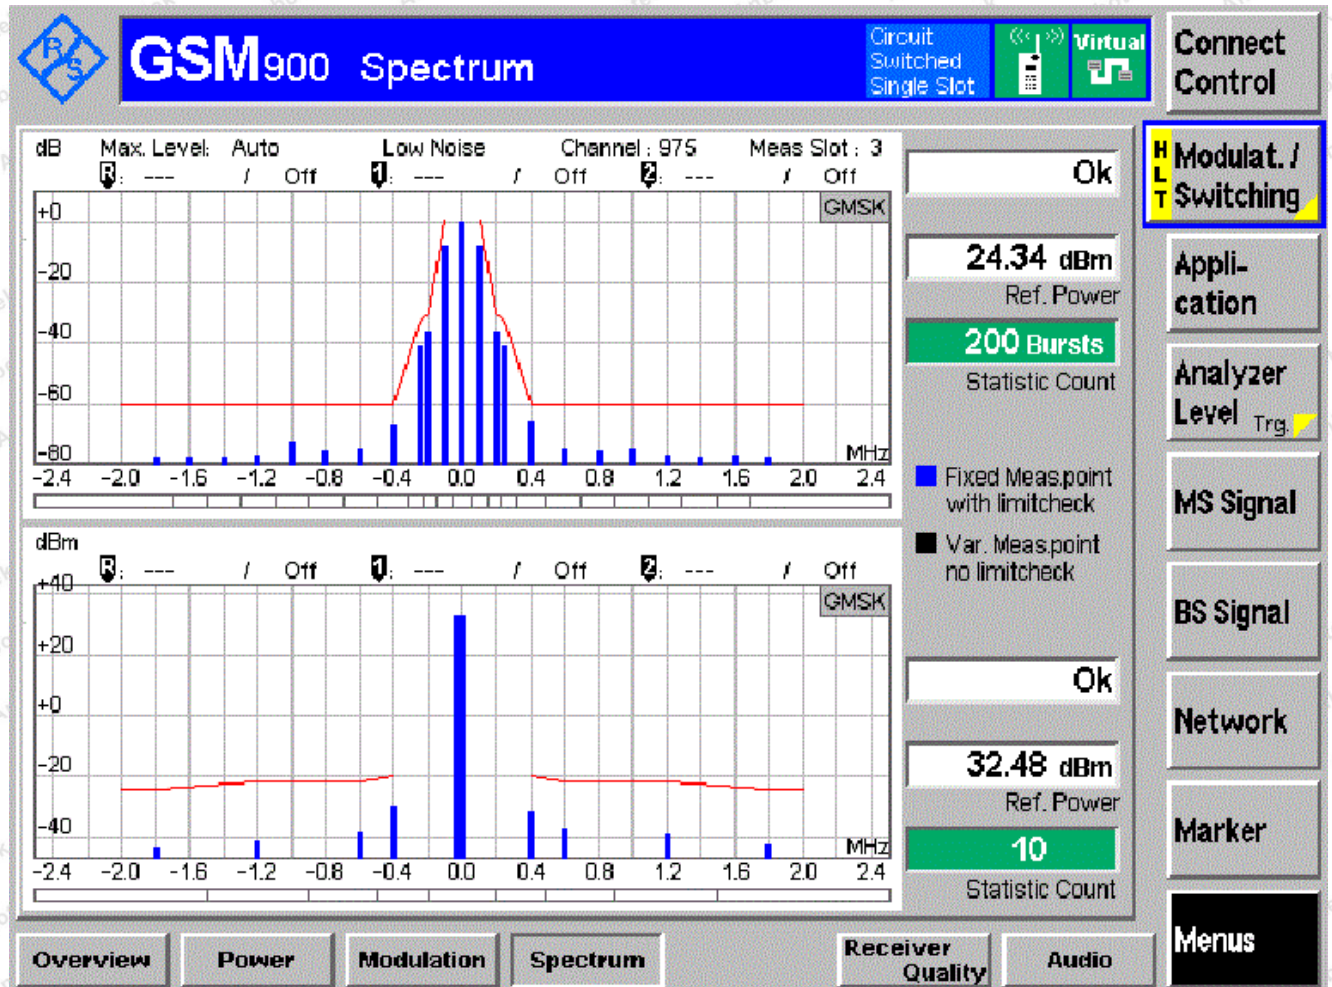 R/S
GSM900 Spectrum
Circuit
Switched
Single Slot
Virtual
Connect
Control
dB Max. Level: Auto Low Noise Channel : 975 Meas Slot : 3
R: --- / Off 1: --- / Off 2: --- / Off
GMSK
+0
-20
-40
-60
-80
MHz
-2.4 -2.0 -1.6 -1.2 -0.8 -0.4 0.0 0.4 0.8 1.2 1.6 2.0 2.4
Ok
24.34 dBm
Ref. Power
200 Bursts
Statistic Count
Fixed Meas.point
with limitcheck
Var. Meas.point
no limitcheck
dBm
R: --- / Off 1: --- / Off 2: --- / Off
GMSK
+40
+20
+0
-20
-40
MHz
-2.4 -2.0 -1.6 -1.2 -0.8 -0.4 0.0 0.4 0.8 1.2 1.6 2.0 2.4
Ok
32.48 dBm
Ref. Power
10
Statistic Count
HLT
Modulat. /
Switching
Appli-
cation
Analyzer
Level Trg.
MS Signal
BS Signal
Network
Marker
Menus
Overview
Power
Modulation
Spectrum
Receiver
Quality
Audio